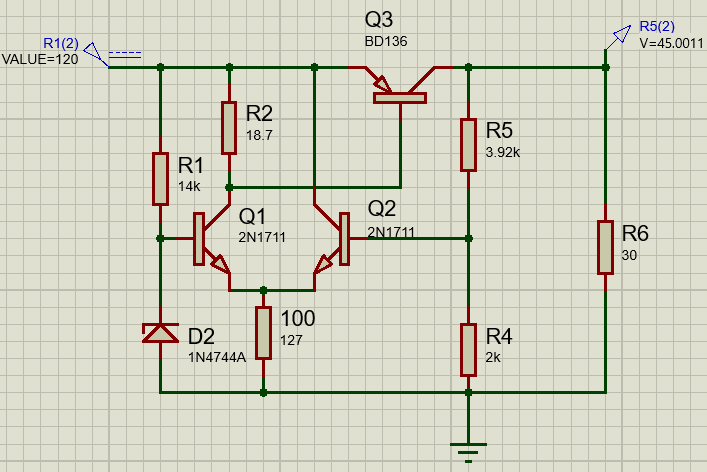 Q3
BD136
R1(2)
VALUE=120
R5(2)
V=45.0011
R2
18.7
R5
3.92k
R1
14k
Q1
2N1711
Q2
2N1711
R6
30
100
127
D2
1N4744A
R4
2k